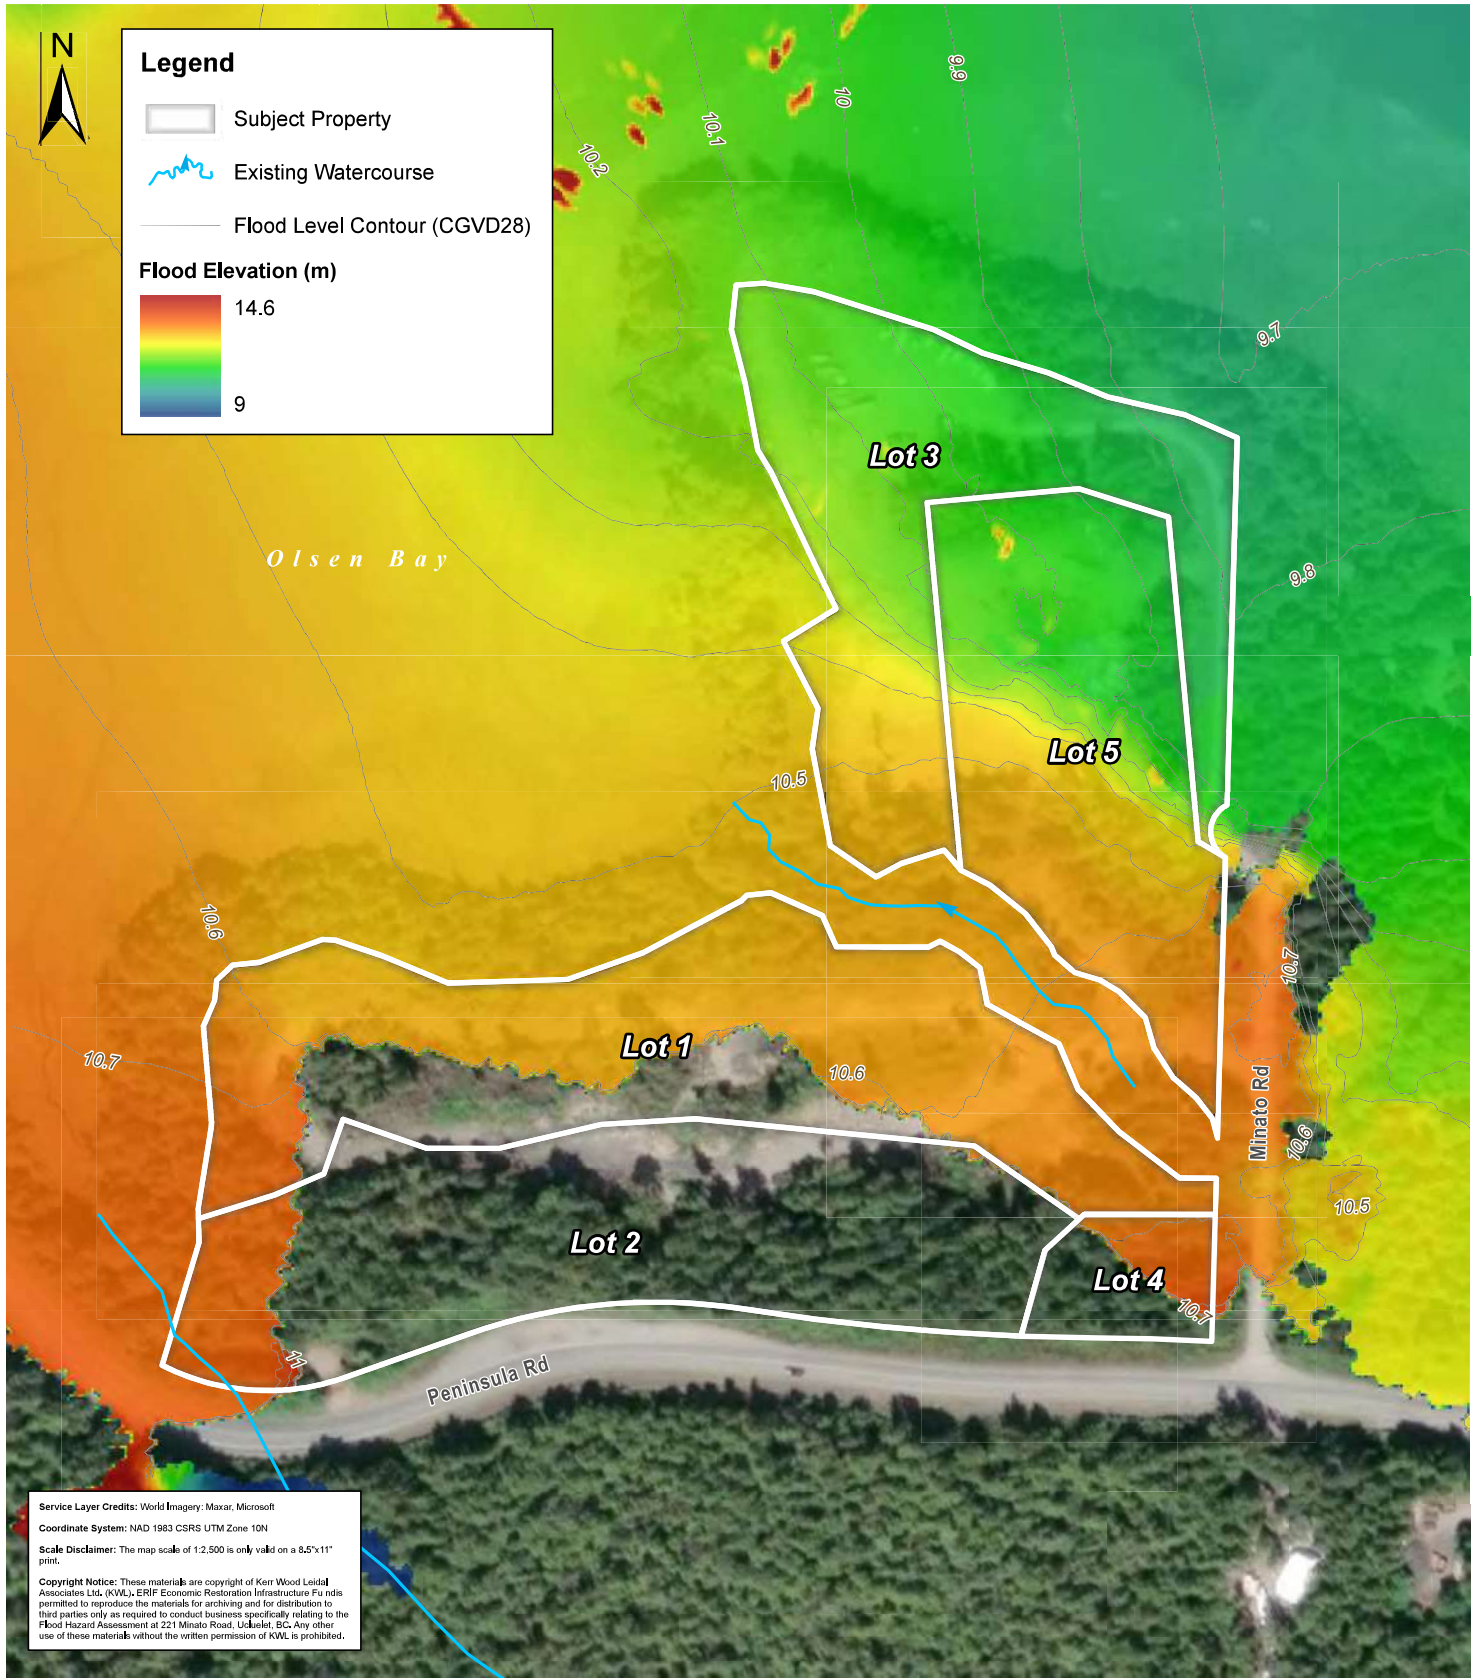 N
Legend
Subject Property
Existing Watercourse
Flood Level Contour (CGVD28)
Flood Elevation (m)
14.6
9
9.9
10
10.1
10.2
9.7
Lot 3
Olsen Bay
9.8
Lot 5
10.5
10.6
10.7
Lot 1
10.7
10.6
Minato Rd
10.6
10.5
Lot 2
Lot 4
10.7
11
Peninsula Rd
Service Layer Credits: World Imagery: Maxar, Microsoft
Coordinate System: NAD 1983 CSRS UTM Zone 10N
Scale Disclaimer: The map scale of 1:2,500 is only valid on a 8.5"x11"
print.
Copyright Notice: These materials are copyright of Kerr Wood Leidal
Associates Ltd. (KWL). ERIF Economic Restoration Infrastructure Fu ndis
permitted to reproduce the materials for archiving and for distribution to
third parties only as required to conduct business specifically relating to the
Flood Hazard Assessment at 221 Minato Road, Ucluelet, BC. Any other
use of these materials without the written permission of KWL is prohibited.